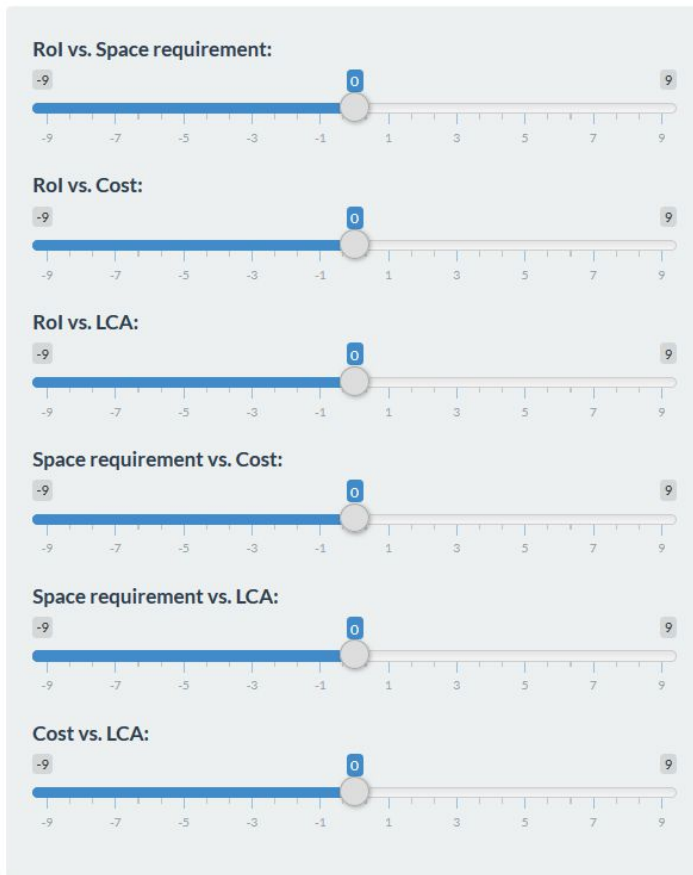 RoI vs. Space requirement:
-9 0 9
-9 -7 -5 -3 -1 1 3 5 7 9
RoI vs. Cost:
-9 0 9
-9 -7 -5 -3 -1 1 3 5 7 9
RoI vs. LCA:
-9 0 9
-9 -7 -5 -3 -1 1 3 5 7 9
Space requirement vs. Cost:
-9 0 9
-9 -7 -5 -3 -1 1 3 5 7 9
Space requirement vs. LCA:
-9 0 9
-9 -7 -5 -3 -1 1 3 5 7 9
Cost vs. LCA:
-9 0 9
-9 -7 -5 -3 -1 1 3 5 7 9